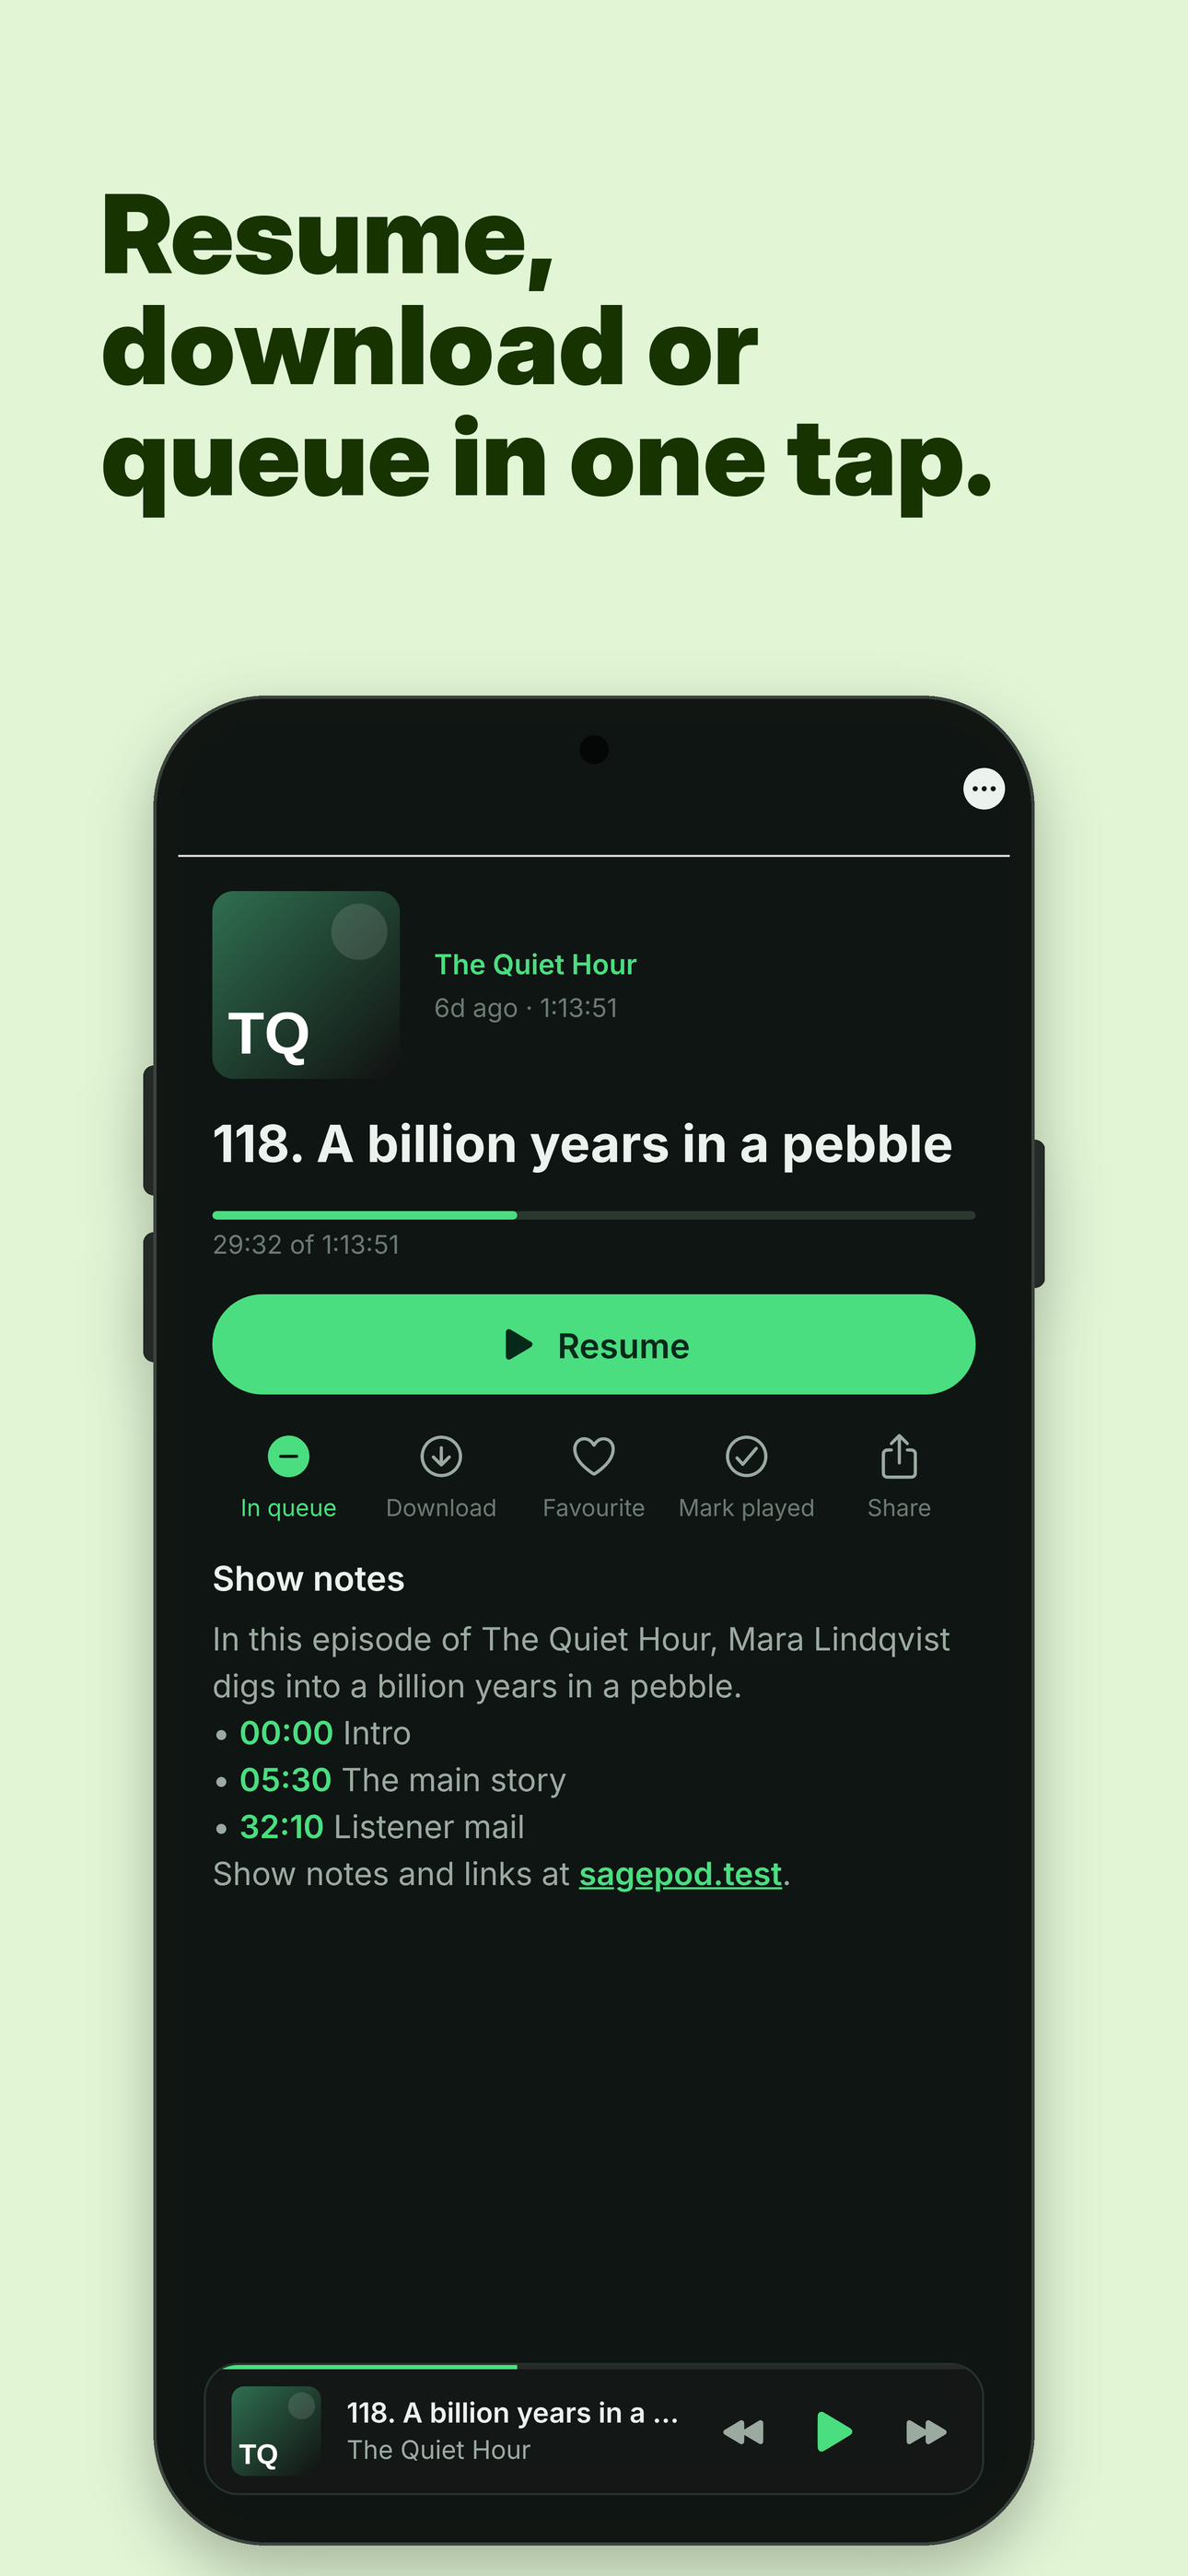 Resume,
download or
queue in one tap.
TQ
The Quiet Hour
6d ago · 1:13:51
118. A billion years in a pebble
29:32 of 1:13:51
Resume
In queue
Download
Favourite
Mark played
Share
Show notes
In this episode of The Quiet Hour, Mara Lindqvist
digs into a billion years in a pebble.
• 00:00 Intro
• 05:30 The main story
• 32:10 Listener mail
Show notes and links at sagepod.test.
TQ
118. A billion years in a ...
The Quiet Hour